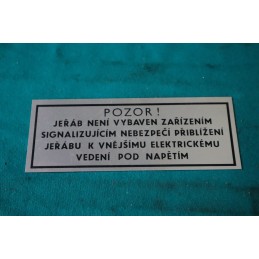 POZOR!
JEŘÁB NENÍ VYBAVEN ZAŘÍZENÍM
SIGNALIZUJÍCÍM NEBEZPEČÍ PŘIBLÍŽENÍ
JEŘÁBU K VNĚJŠÍMU ELEKTRICKÉMU
VEDENÍ POD NAPĚTÍM